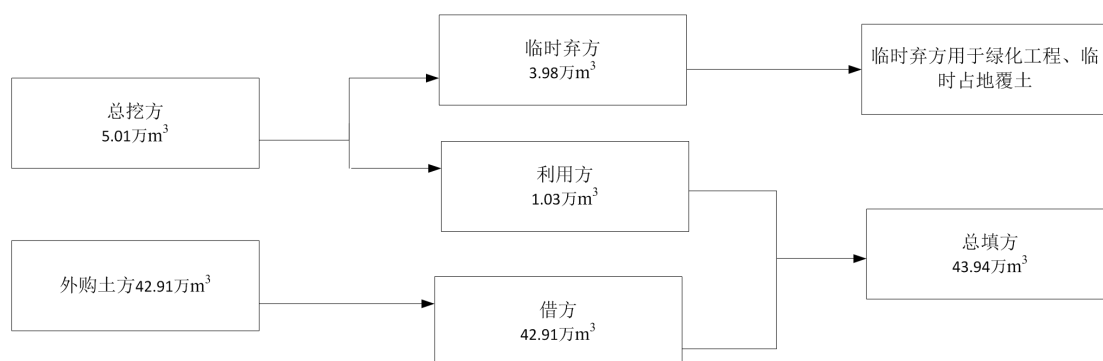 临时弃方
3.98万m³
临时弃方用于绿化工程、临
时占地覆土
总挖方
5.01万m³
利用方
1.03万m³
总填方
43.94万m³
外购土方42.91万m³
借方
42.91万m³